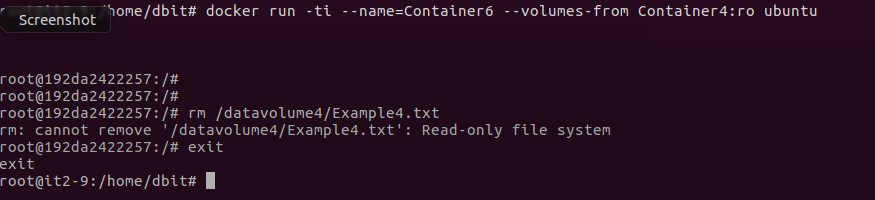 /home/dbit# docker run -ti --name=Container6 --volumes-from Container4:ro ubuntu
Screenshot
root@192da2422257:/#
root@192da2422257:/#
root@192da2422257:/# rm /datavolume4/Example4.txt
rm: cannot remove '/datavolume4/Example4.txt': Read-only file system
root@192da2422257:/# exit
exit
root@it2-9:/home/dbit#